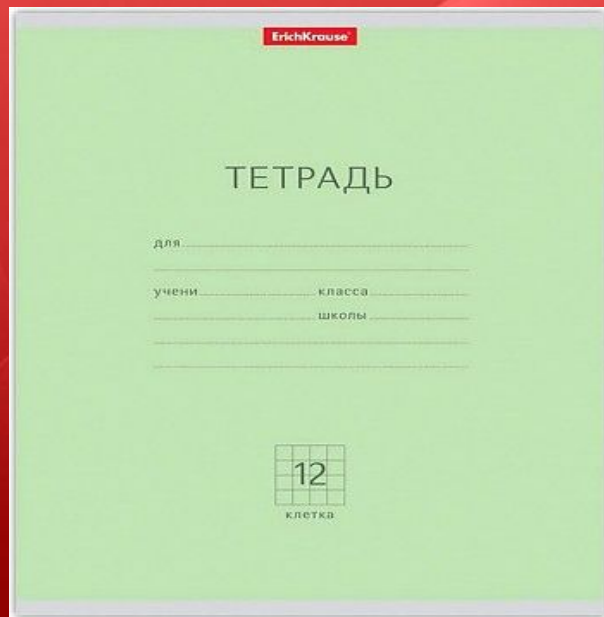 ErichKrause
ТЕТРАДЬ
для
учени класса
школы
12
клетка